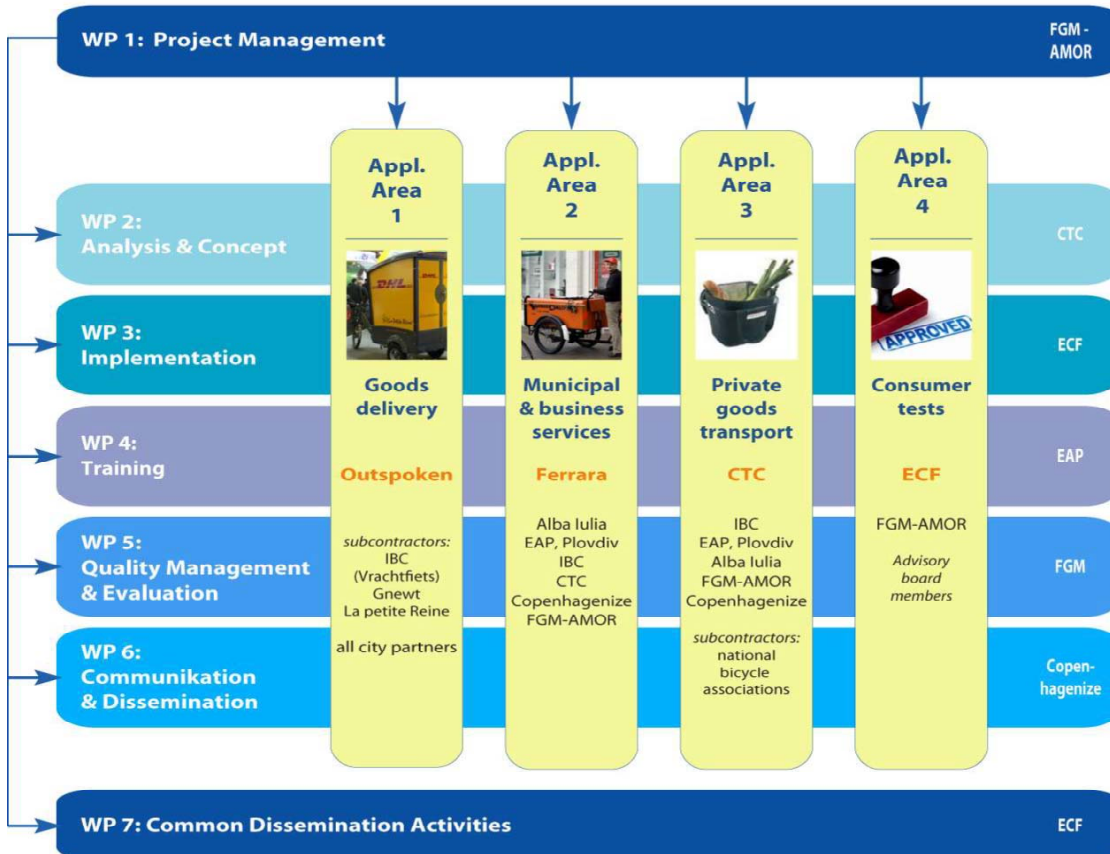 WP 1: Project Management
FGM -
AMOR
Appl.
Area
1
Appl.
Area
2
Appl.
Area
3
Appl.
Area
4
WP 2:
Analysis & Concept
CTC
DHL
APPROVED
WP 3:
Implementation
ECF
Goods
delivery
Municipal
& business
services
Private
goods
transport
Consumer
tests
WP 4:
Training
EAP
Outspoken
Ferrara
CTC
ECF
WP 5:
Quality Management
& Evaluation
FGM
subcontractors:
IBC
(Vrachtfiets)
Gnewt
La petite Reine
all city partners
Alba Iulia
EAP, Plovdiv
IBC
CTC
Copenhagenize
FGM-AMOR
IBC
EAP, Plovdiv
Alba Iulia
FGM-AMOR
Copenhagenize
subcontractors:
national
bicycle
associations
FGM-AMOR
Advisory
board
members
WP 6:
Communikation
& Dissemination
Copen-
hagenize
WP 7: Common Dissemination Activities
ECF